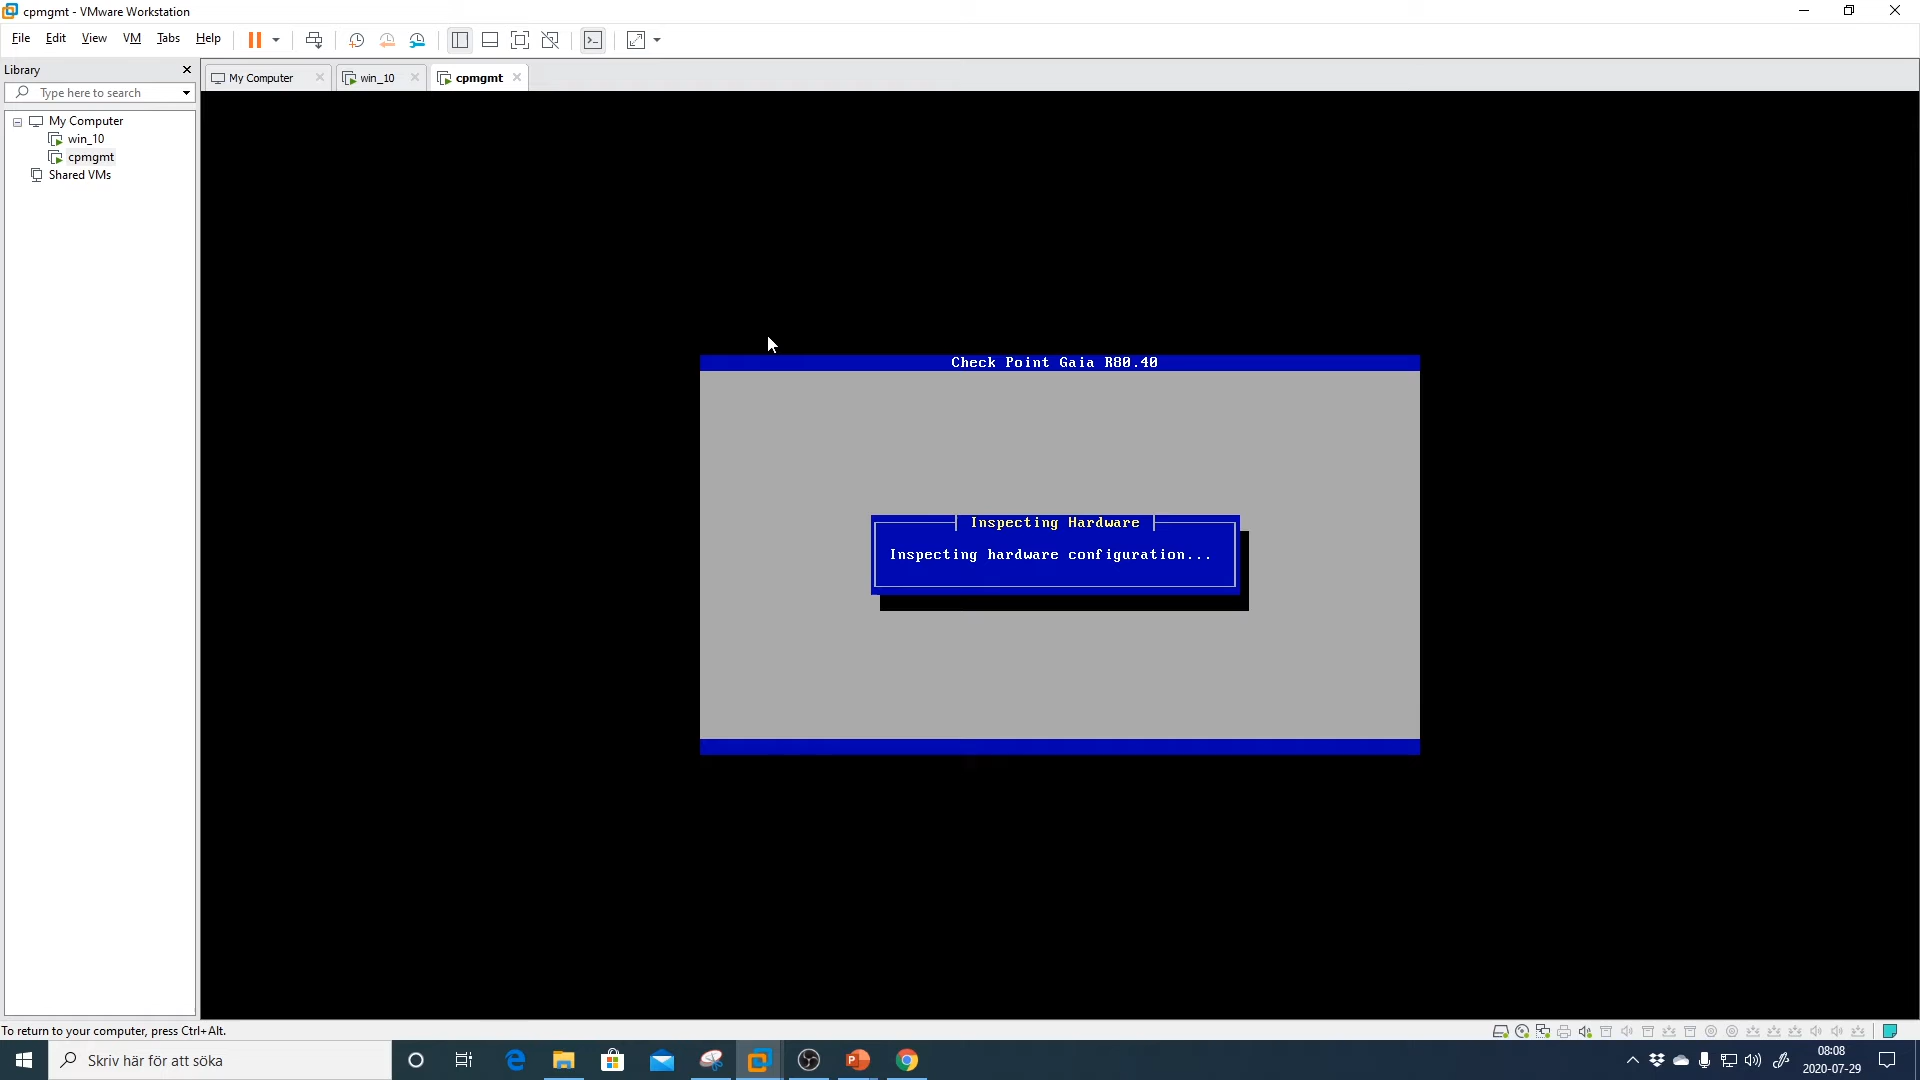 cpmgmt - VMware Workstation
File Edit View VM Tabs Help
Library
Type here to search
My Computer
win_10
cpmgmt
Shared VMs
My Computer
win_10
cpmgmt
Check Point Gaia R80.40
Inspecting Hardware
Inspecting hardware configuration...
To return to your computer, press Ctrl+Alt.
Skriv här för att söka
08:08
2020-07-29